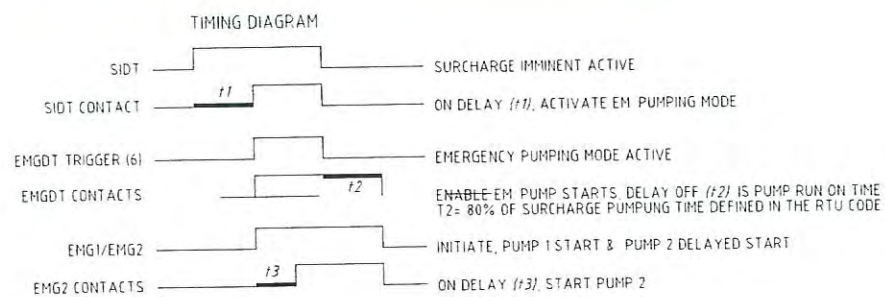 TIMING DIAGRAM
SIDT
SURCHARGE IMMINENT ACTIVE
t1
SIDT CONTACT
ON DELAY (t1), ACTIVATE EM PUMPING MODE
EMGDT TRIGGER (6)
EMERGENCY PUMPING MODE ACTIVE
t2
EMGDT CONTACTS
ENABLE EM PUMP STARTS, DELAY OFF (t2) IS PUMP RUN ON TIME
T2= 80% OF SURCHARGE PUMPUNG TIME DEFINED IN THE RTU CODE
EMG1/EMG2
INITIATE, PUMP 1 START & PUMP 2 DELAYED START
t3
EMG2 CONTACTS
ON DELAY (t3), START PUMP 2